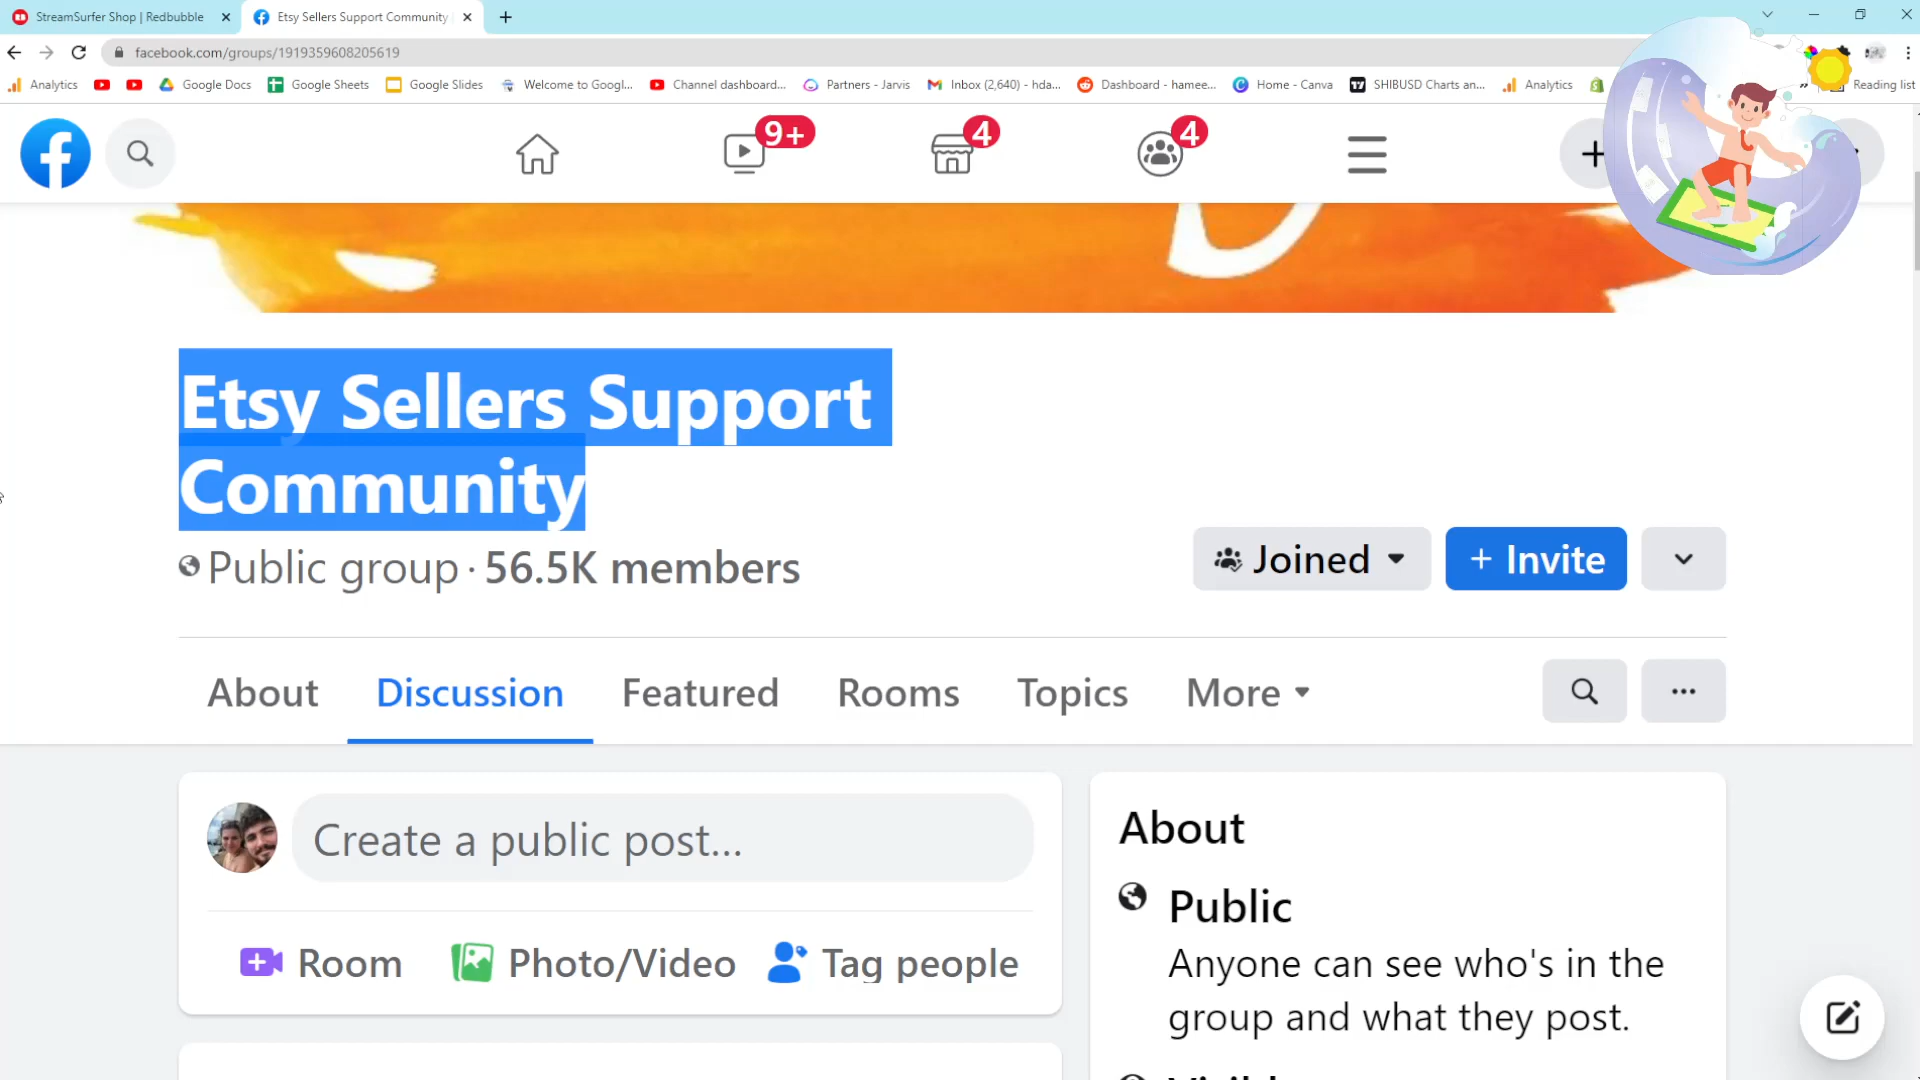 StreamSurfer Shop | Redbubble
Etsy Sellers Support Community
facebook.com/groups/1919359608205619
Analytics
Google Docs
Google Sheets
Google Slides
Welcome to Googl...
Channel dashboard...
Partners - Jarvis
Inbox (2,640) - hda...
Dashboard - hamee...
Home - Canva
SHIBUSD Charts an...
Analytics
Reading list
9+
4
4
Etsy Sellers Support
Community
Public group · 56.5K members
Joined
+ Invite
About
Discussion
Featured
Rooms
Topics
More
Create a public post...
Room
Photo/Video
Tag people
About
Public
Anyone can see who's in the
group and what they post.